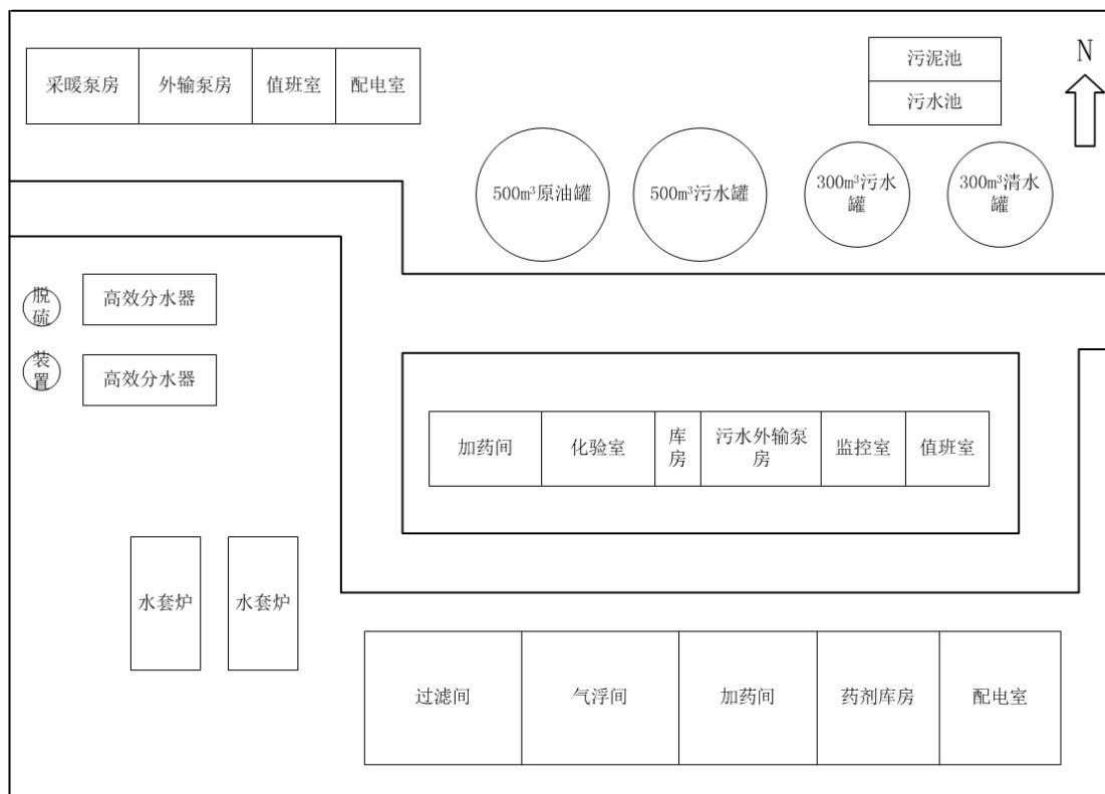 采暖泵房
外输泵房
值班室
配电室
污泥池
污水池
N
500m³原油罐
500m³污水罐
300m³污水
罐
300m³清水
罐
脱
硫
高效分水器
装
置
高效分水器
加药间
化验室
库
房
污水外输泵
房
监控室
值班室
水套炉
水套炉
过滤间
气浮间
加药间
药剂库房
配电室